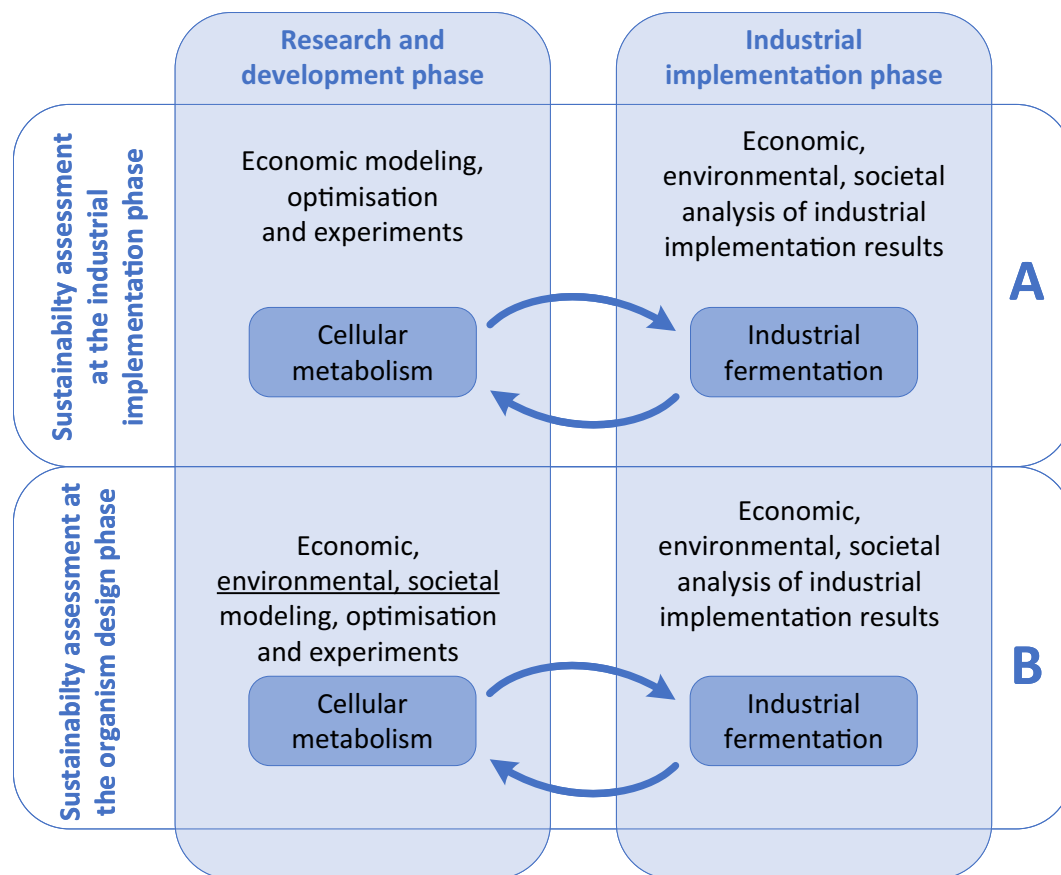 Research and
development phase
Industrial
implementation phase
Sustainability assessment
at the industrial
implementation phase
Economic modeling,
optimisation
and experiments
Economic,
environmental, societal
analysis of industrial
implementation results
A
Cellular
metabolism
Industrial
fermentation
Sustainabilty assessment at
the organism design phase
Economic,
environmental, societal
modeling, optimisation
and experiments
Economic,
environmental, societal
analysis of industrial
implementation results
B
Cellular
metabolism
Industrial
fermentation